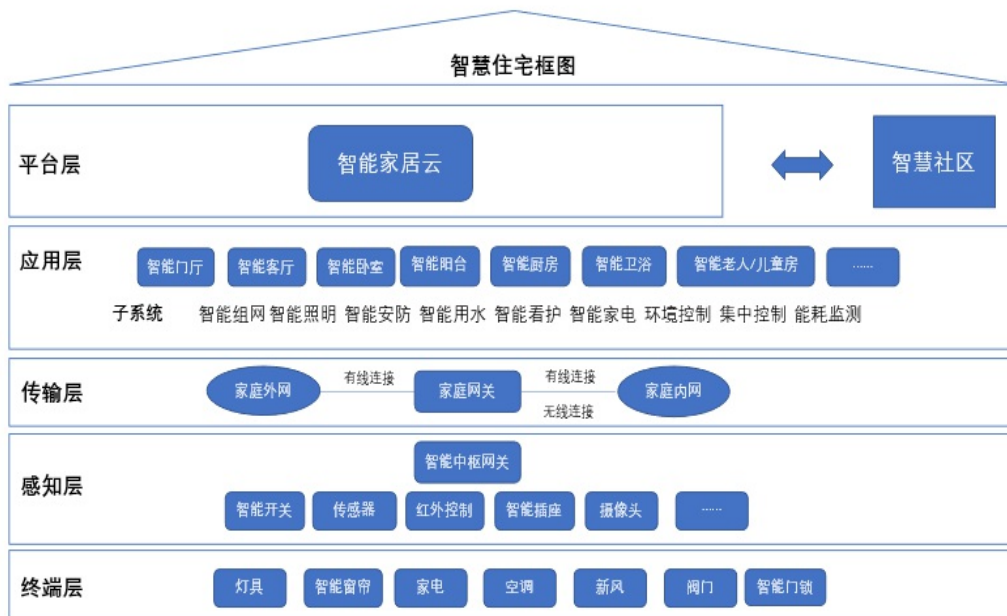 智慧住宅框图
平台层
智能家居云
智慧社区
应用层
智能门厅 智能客厅 智能卧室 智能阳台 智能厨房 智能卫浴 智能老人/儿童房 ······
子系统 智能组网 智能照明 智能安防 智能用水 智能看护 智能家电 环境控制 集中控制 能耗监测
传输层
家庭外网 有线连接 家庭网关 有线连接 家庭内网
无线连接
感知层
智能中枢网关
智能开关 传感器 红外控制 智能插座 摄像头 ······
终端层
灯具 智能窗帘 家电 空调 新风 阀门 智能门锁